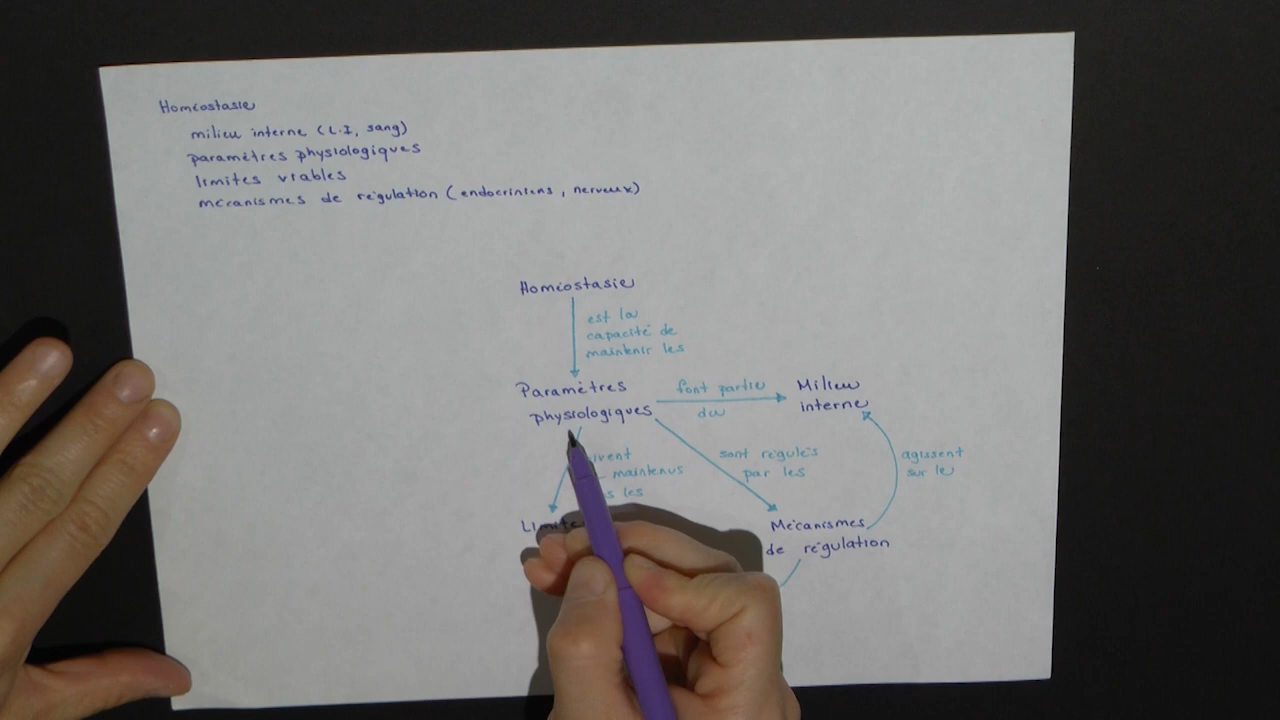 Homéostasie
milieu interne (L.I, sang)
paramètres physiologiques
limites viables
mécanismes de régulation (endocriniens, nerveux)
Homéostasie
est la
capacité de
maintenir les
Paramètres
physiologiques
font partie
du
Milieu
interne
maintenus
les
sont régulés
par les
agissent
sur le
Mécanismes
de régulation